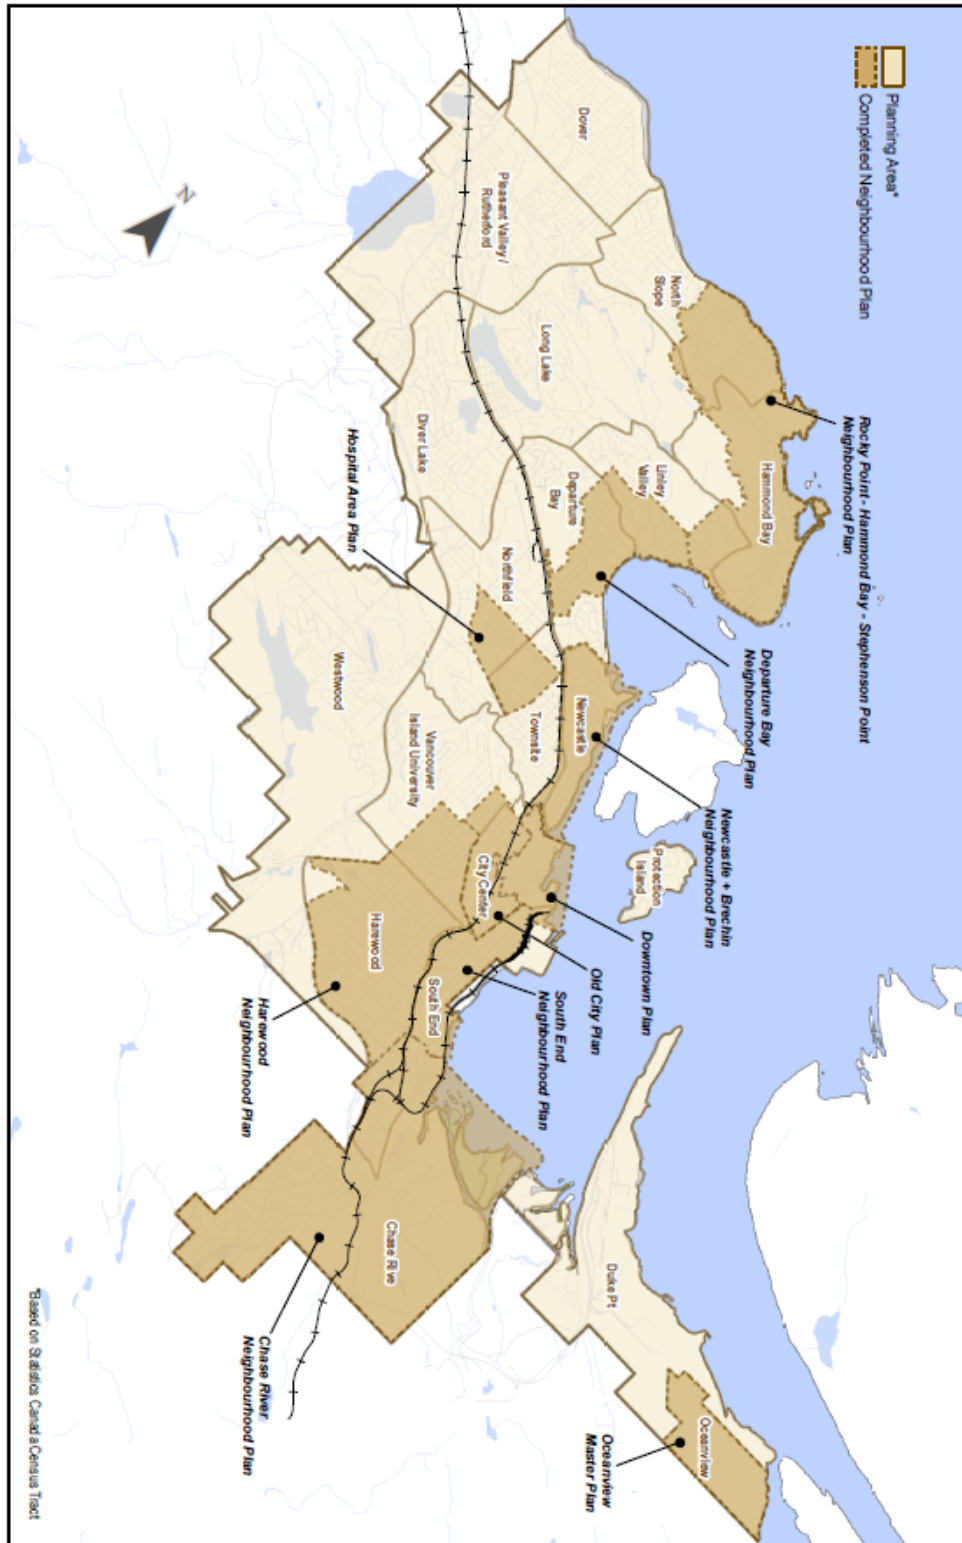 Planning Area*
Completed Neighbourhood Plan
Rocky Point - Hammond Bay - Stephenson Point
Neighbourhood Plan
Departure Bay
Neighbourhood Plan
Newcastle + Brechin
Neighbourhood Plan
Downtown Plan
Old City Plan
South End
Neighbourhood Plan
Oceanview
Master Plan
Hospital Area Plan
Harewood
Neighbourhood Plan
Chase River
Neighbourhood Plan
Dover
Pleasant Valley /
Rutherford
North
Slope
Long Lake
Diver Lake
Hammond Bay
Linley
Valley
Departure
Bay
Northfield
Westwood
Vancouver
Island University
Townsite
Newcastle
Protection
Island
City Center
Harewood
South End
Chase Rive
Duke Pt
Oceanview
N
*Based on Statistics Canada Census Tract